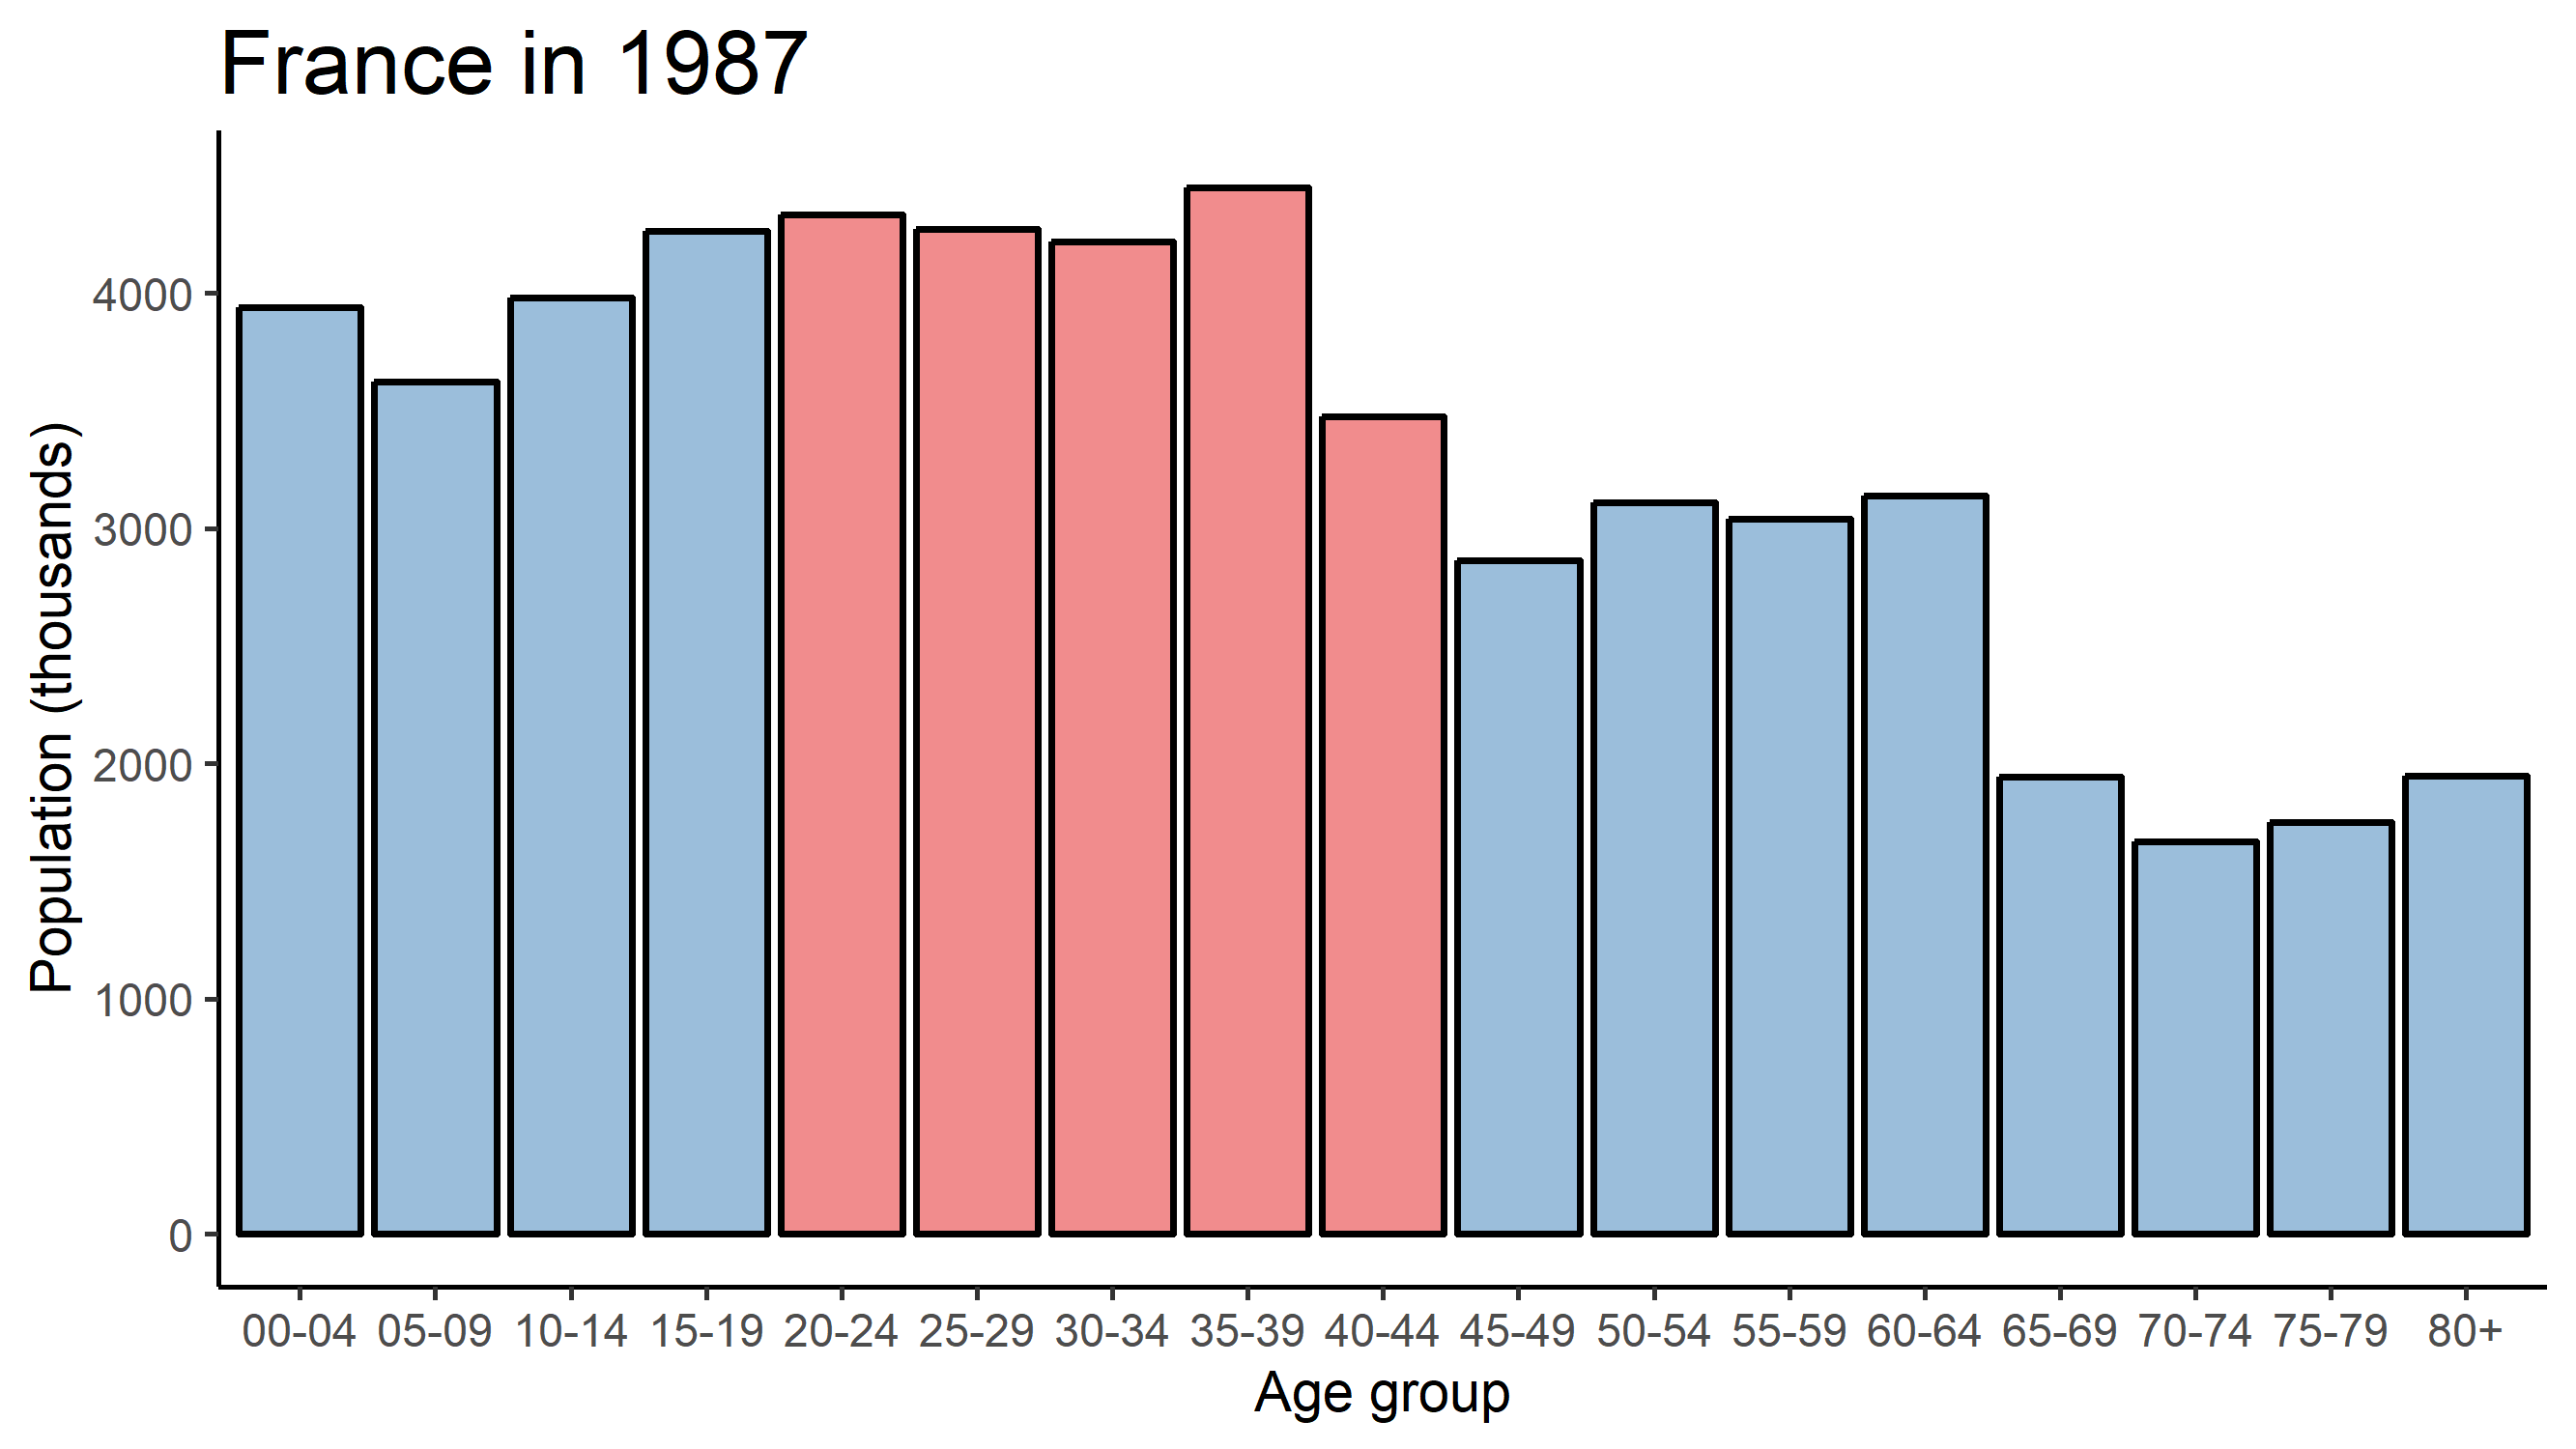 France in 1987
Population (thousands)
4000
3000
2000
1000
0
00-04 05-09 10-14 15-19 20-24 25-29 30-34 35-39 40-44 45-49 50-54 55-59 60-64 65-69 70-74 75-79 80+
Age group